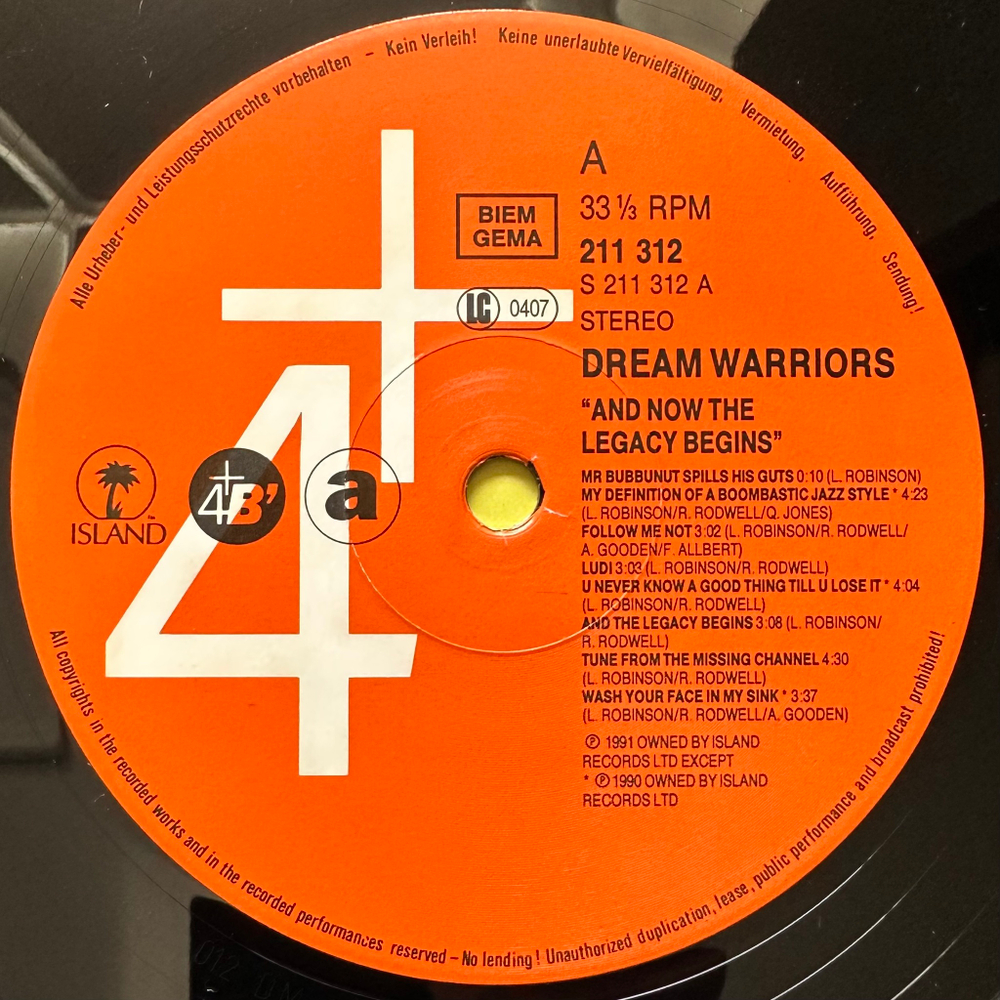 Alle Urheber- und Leistungsschutzrechte vorbehalten – Kein Verleih! Keine unerlaubte Vervielfältigung, Vermietung, Aufführung, Sendung!
A
33 ⅓ RPM
BIEM
GEMA
211 312
S 211 312 A
LC 0407
STEREO
DREAM WARRIORS
“AND NOW THE
LEGACY BEGINS”
4+
ISLAND
4+B’
a
MR BUBBUNUT SPILLS HIS GUTS 0:10 (L. ROBINSON)
MY DEFINITION OF A BOOMBASTIC JAZZ STYLE * 4:23
(L. ROBINSON/R. RODWELL/Q. JONES)
FOLLOW ME NOT 3:02 (L. ROBINSON/R. RODWELL/
A. GOODEN/F. ALLBERT)
LUDI 3:03 (L. ROBINSON/R. RODWELL)
U NEVER KNOW A GOOD THING TILL U LOSE IT * 4:04
(L. ROBINSON/R. RODWELL)
AND THE LEGACY BEGINS 3:08 (L. ROBINSON/
R. RODWELL)
TUNE FROM THE MISSING CHANNEL 4:30
(L. ROBINSON/R. RODWELL)
WASH YOUR FACE IN MY SINK * 3:37
(L. ROBINSON/R. RODWELL/A. GOODEN)
℗ 1991 OWNED BY ISLAND
RECORDS LTD EXCEPT
* ℗ 1990 OWNED BY ISLAND
RECORDS LTD
All copyrights in the recorded works and in the recorded performances reserved – No lending! Unauthorized duplication, lease, public performance and broadcast prohibited!